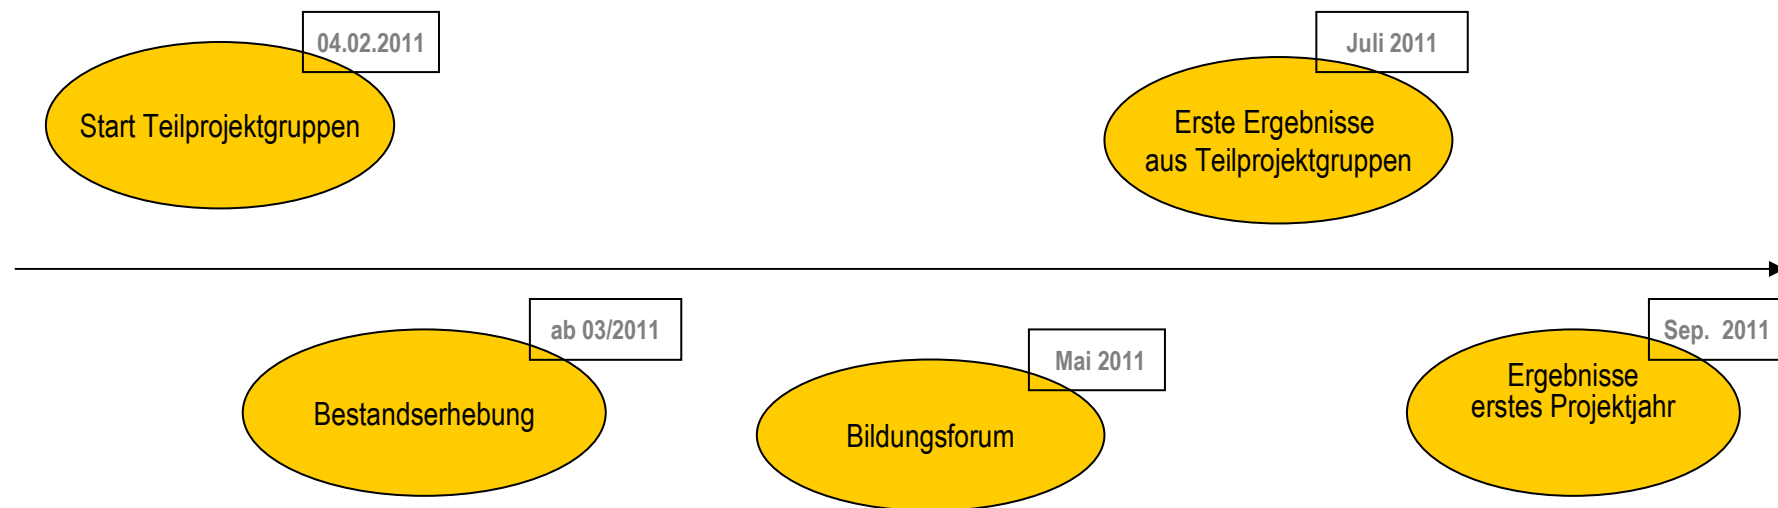 04.02.2011
Start Teilprojektgruppen
Juli 2011
Erste Ergebnisse
aus Teilprojektgruppen
ab 03/2011
Bestandserhebung
Mai 2011
Bildungsforum
Sep.  2011
Ergebnisse
erstes Projektjahr